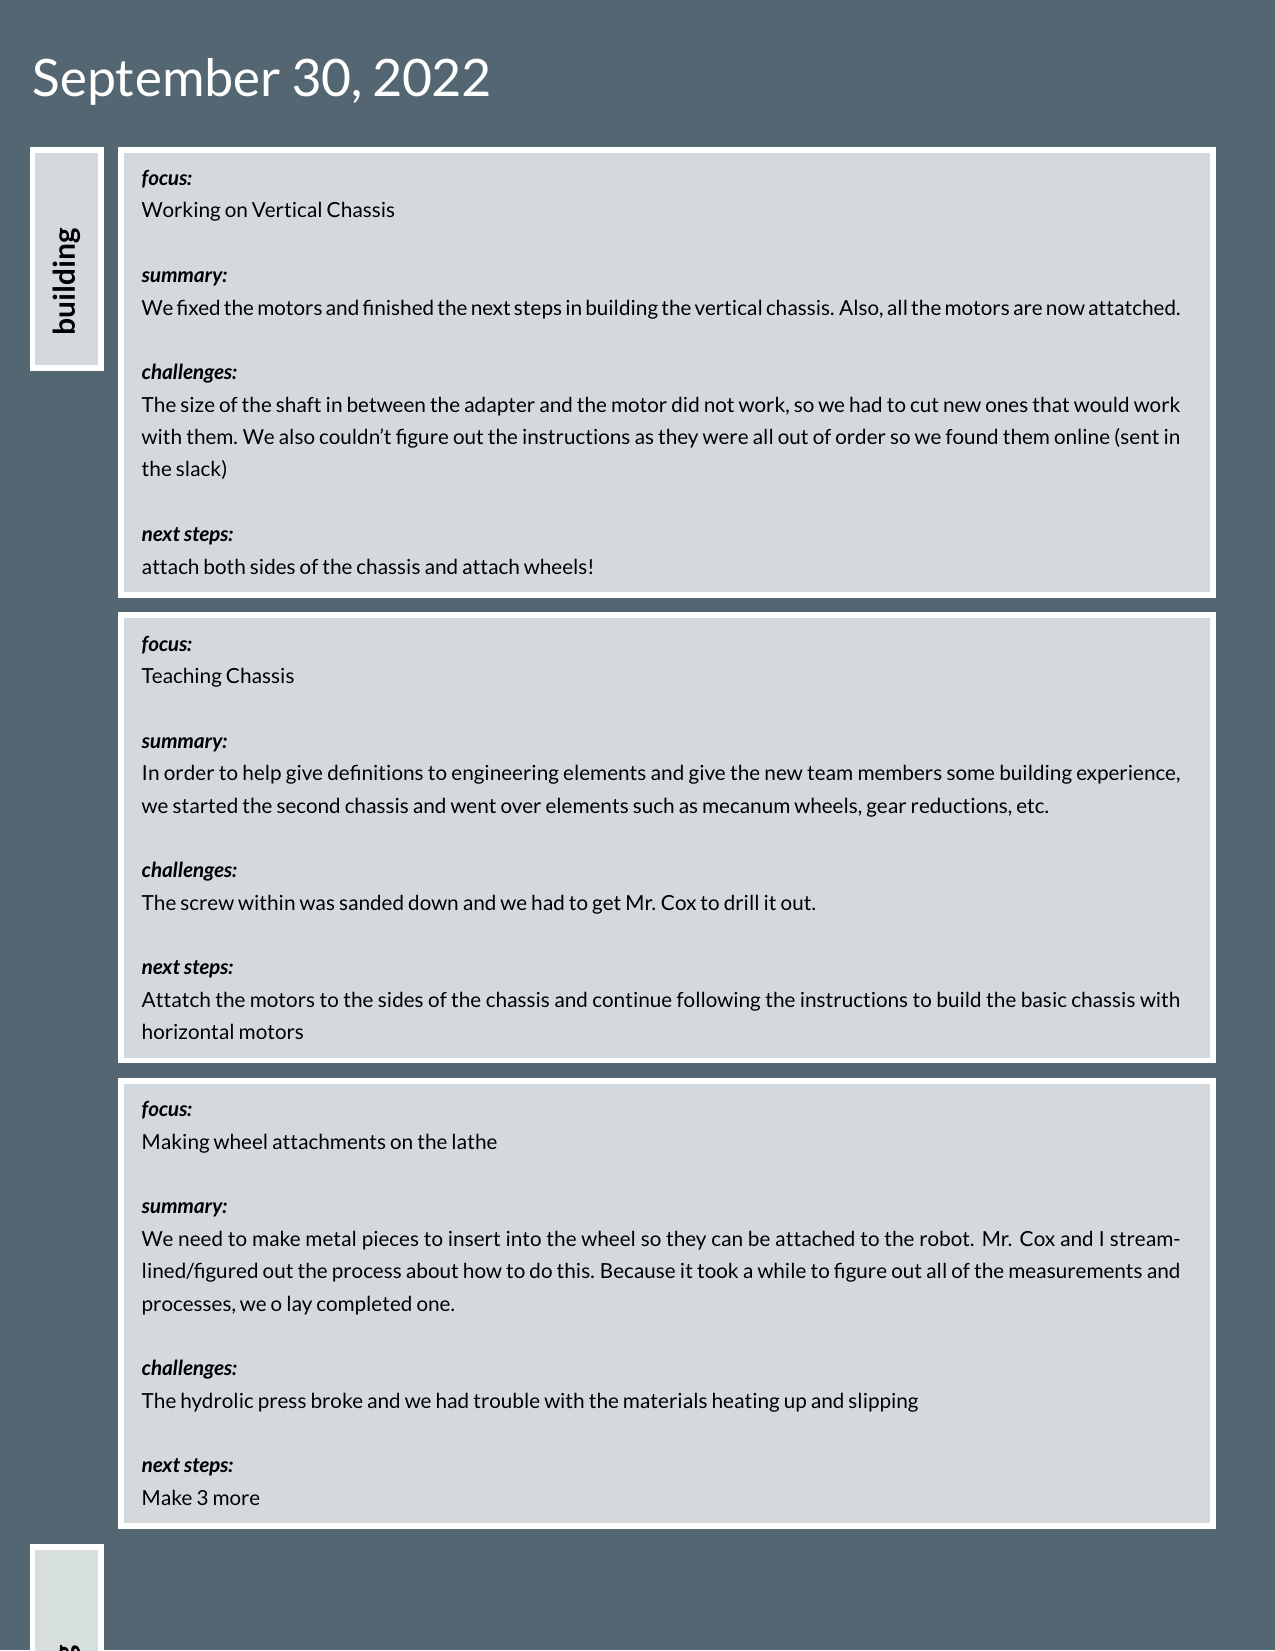 September 30, 2022
building
focus:
Working on Vertical Chassis
summary:
We fixed the motors and finished the next steps in building the vertical chassis. Also, all the motors are now attatched.
challenges:
The size of the shaft in between the adapter and the motor did not work, so we had to cut new ones that would work
with them. We also couldn’t figure out the instructions as they were all out of order so we found them online (sent in
the slack)
next steps:
attach both sides of the chassis and attach wheels!
focus:
Teaching Chassis
summary:
In order to help give definitions to engineering elements and give the new team members some building experience,
we started the second chassis and went over elements such as mecanum wheels, gear reductions, etc.
challenges:
The screw within was sanded down and we had to get Mr. Cox to drill it out.
next steps:
Attatch the motors to the sides of the chassis and continue following the instructions to build the basic chassis with
horizontal motors
focus:
Making wheel attachments on the lathe
summary:
We need to make metal pieces to insert into the wheel so they can be attached to the robot. Mr. Cox and I stream-
lined/figured out the process about how to do this. Because it took a while to figure out all of the measurements and
processes, we o lay completed one.
challenges:
The hydrolic press broke and we had trouble with the materials heating up and slipping
next steps:
Make 3 more